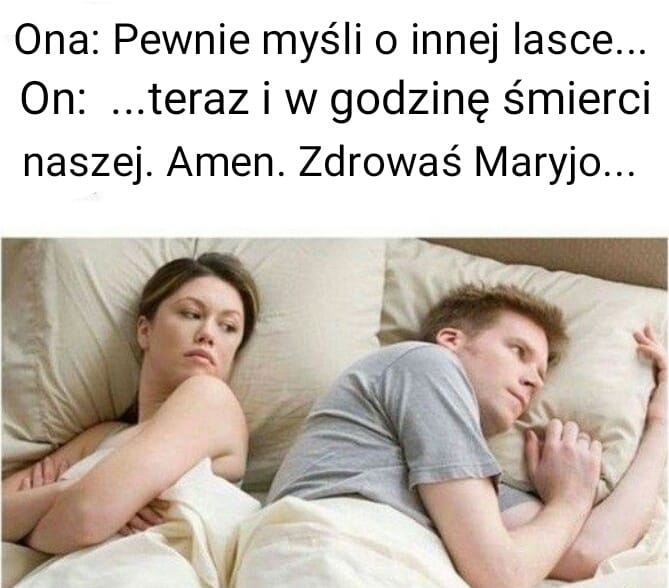 Ona: Pewnie myśli o innej lasce...
On: ...teraz i w godzinę śmierci
naszej. Amen. Zdrowaś Maryjo...